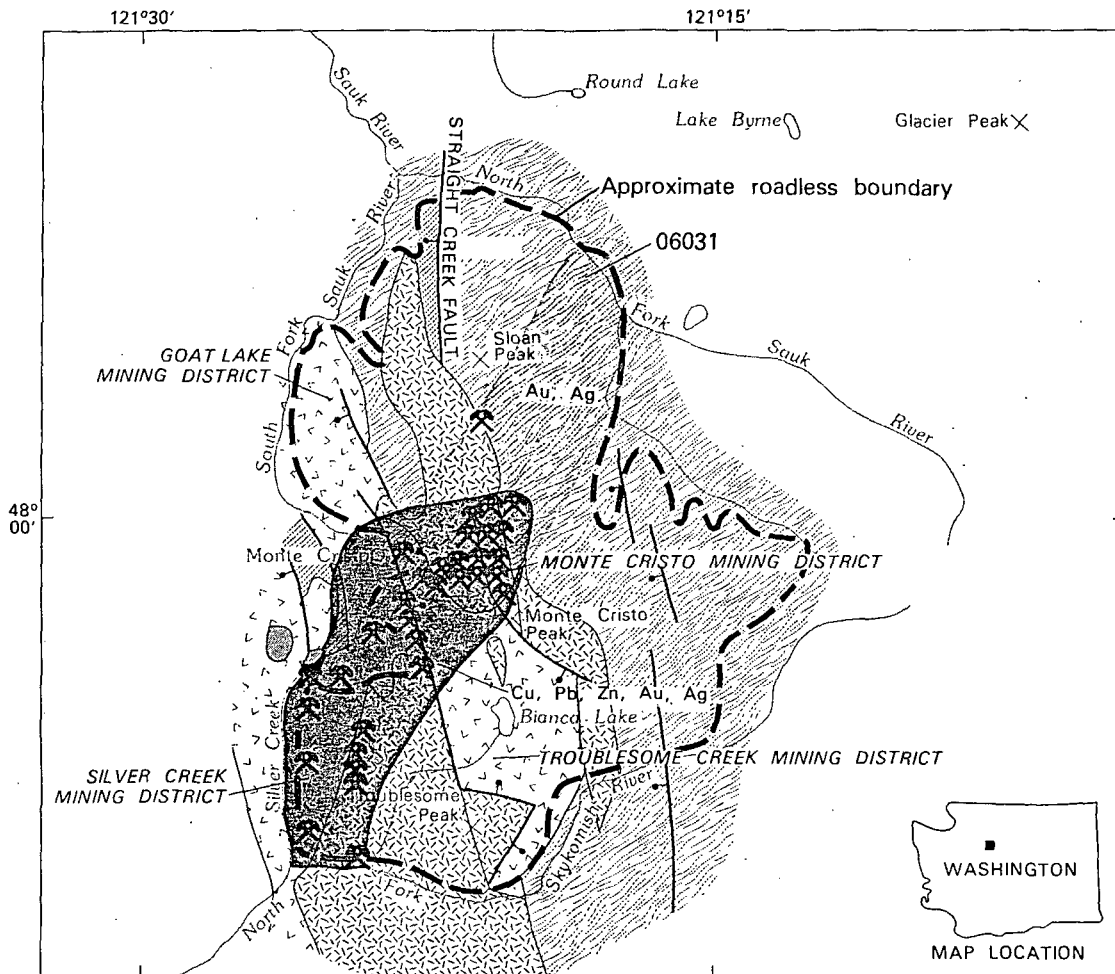 121°30′
121°15′
Sauk River
Round Lake
Lake Byrne
Glacier Peak
STRAIGHT CREEK FAULT
River
North
Approximate roadless boundary
06031
Sauk
Fork
Fork
Sauk
River
GOAT LAKE
MINING DISTRICT
Sloan
Peak
Au, Ag
South
48°
00′
Monte Cristo
MONTE CRISTO MINING DISTRICT
Monte Cristo
Peak
Cu, Pb, Zn, Au, Ag
Blanca Lake
Silver Creek
TROUBLESOME CREEK MINING DISTRICT
SILVER CREEK
MINING DISTRICT
Troublesome
Peak
River
Skykomish
Fork
North
WASHINGTON
MAP LOCATION